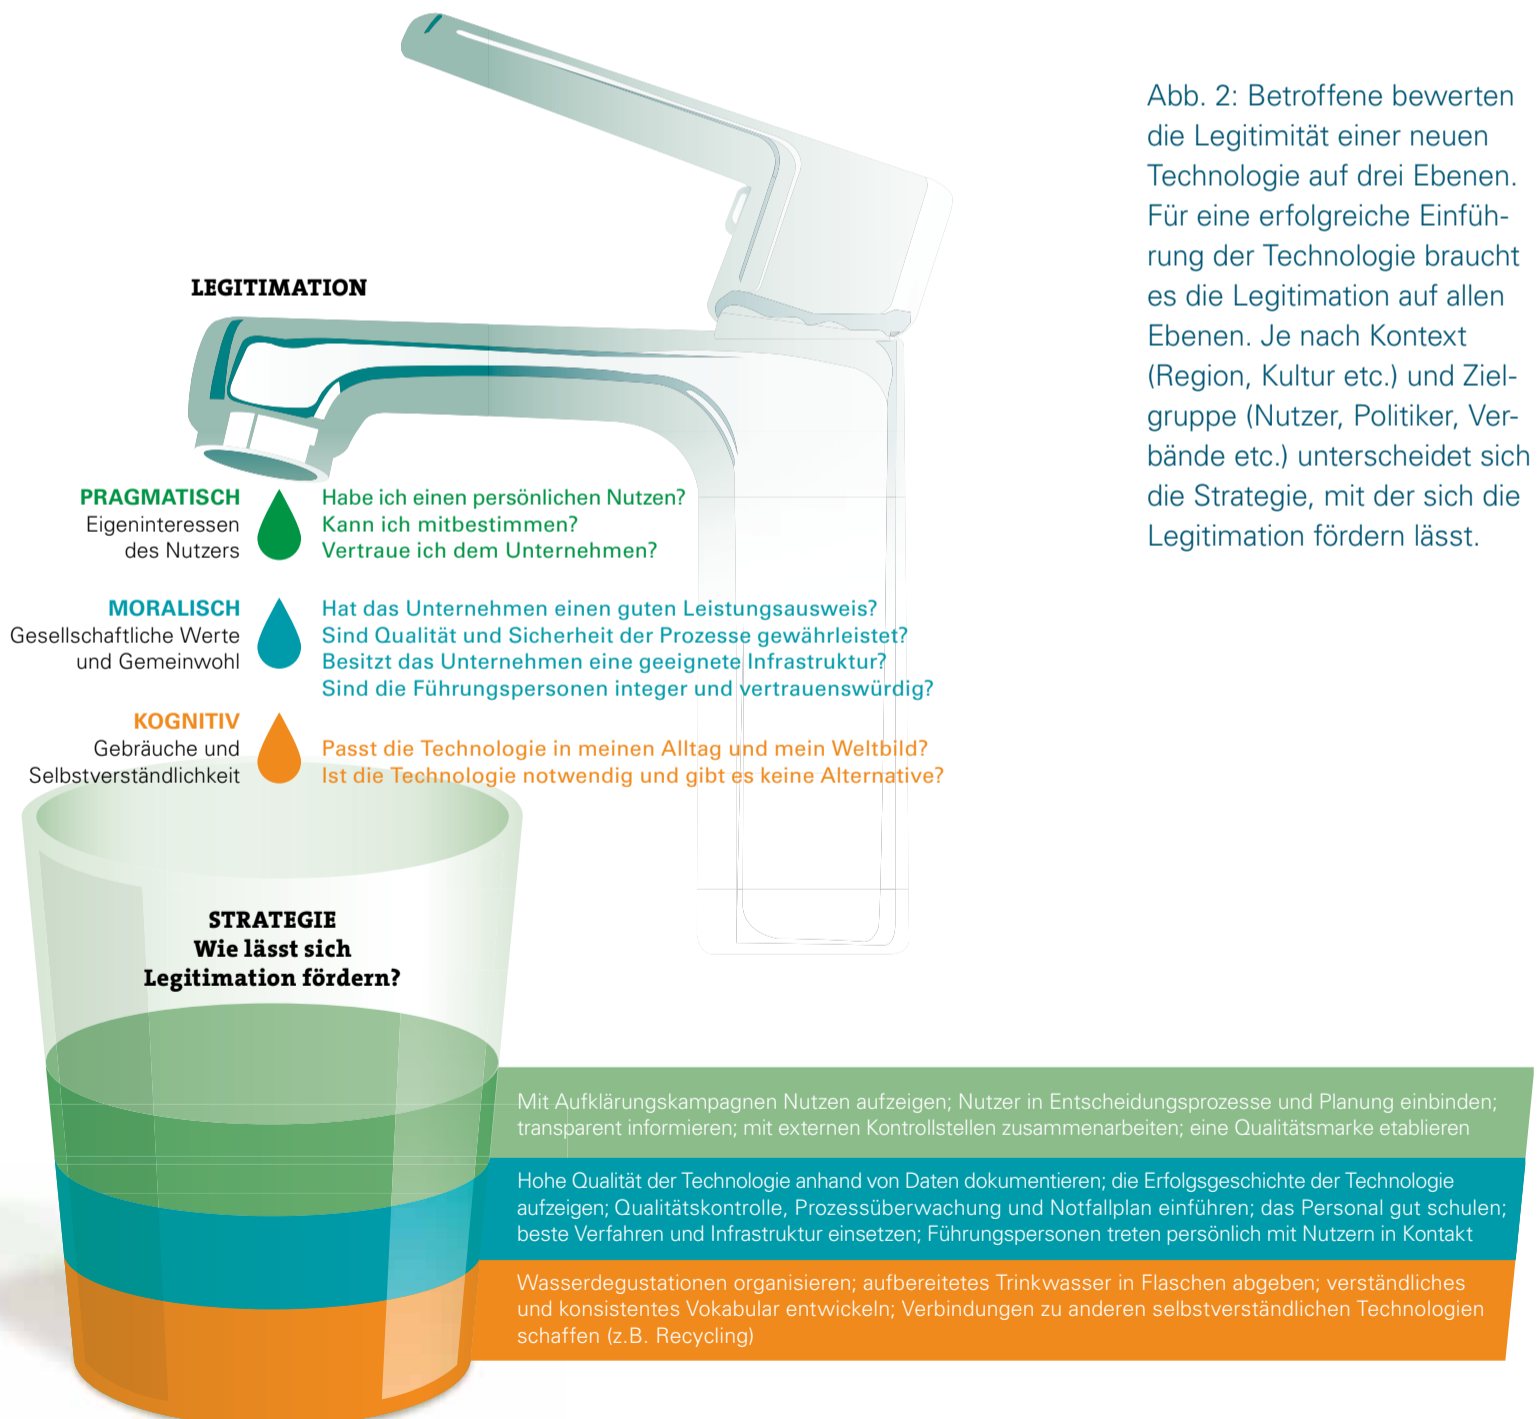 Abb. 2: Betroffene bewerten
die Legitimität einer neuen
Technologie auf drei Ebenen.
Für eine erfolgreiche Einfüh-
rung der Technologie braucht
es die Legitimation auf allen
Ebenen. Je nach Kontext
(Region, Kultur etc.) und Ziel-
gruppe (Nutzer, Politiker, Ver-
bände etc.) unterscheidet sich
die Strategie, mit der sich die
Legitimation fördern lässt.
LEGITIMATION
PRAGMATISCH
Eigeninteressen
des Nutzers
Habe ich einen persönlichen Nutzen?
Kann ich mitbestimmen?
Vertraue ich dem Unternehmen?
MORALISCH
Gesellschaftliche Werte
und Gemeinwohl
Hat das Unternehmen einen guten Leistungsausweis?
Sind Qualität und Sicherheit der Prozesse gewährleistet?
Besitzt das Unternehmen eine geeignete Infrastruktur?
Sind die Führungspersonen integer und vertrauenswürdig?
KOGNITIV
Gebräuche und
Selbstverständlichkeit
Passt die Technologie in meinen Alltag und mein Weltbild?
Ist die Technologie notwendig und gibt es keine Alternative?
STRATEGIE
Wie lässt sich
Legitimation fördern?
Mit Aufklärungskampagnen Nutzen aufzeigen; Nutzer in Entscheidungsprozesse und Planung einbinden;
transparent informieren; mit externen Kontrollstellen zusammenarbeiten; eine Qualitätsmarke etablieren
Hohe Qualität der Technologie anhand von Daten dokumentieren; die Erfolgsgeschichte der Technologie
aufzeigen; Qualitätskontrolle, Prozessüberwachung und Notfallplan einführen; das Personal gut schulen;
beste Verfahren und Infrastruktur einsetzen; Führungspersonen treten persönlich mit Nutzern in Kontakt
Wasserdegustationen organisieren; aufbereitetes Trinkwasser in Flaschen abgeben; verständliches
und konsistentes Vokabular entwickeln; Verbindungen zu anderen selbstverständlichen Technologien
schaffen (z.B. Recycling)